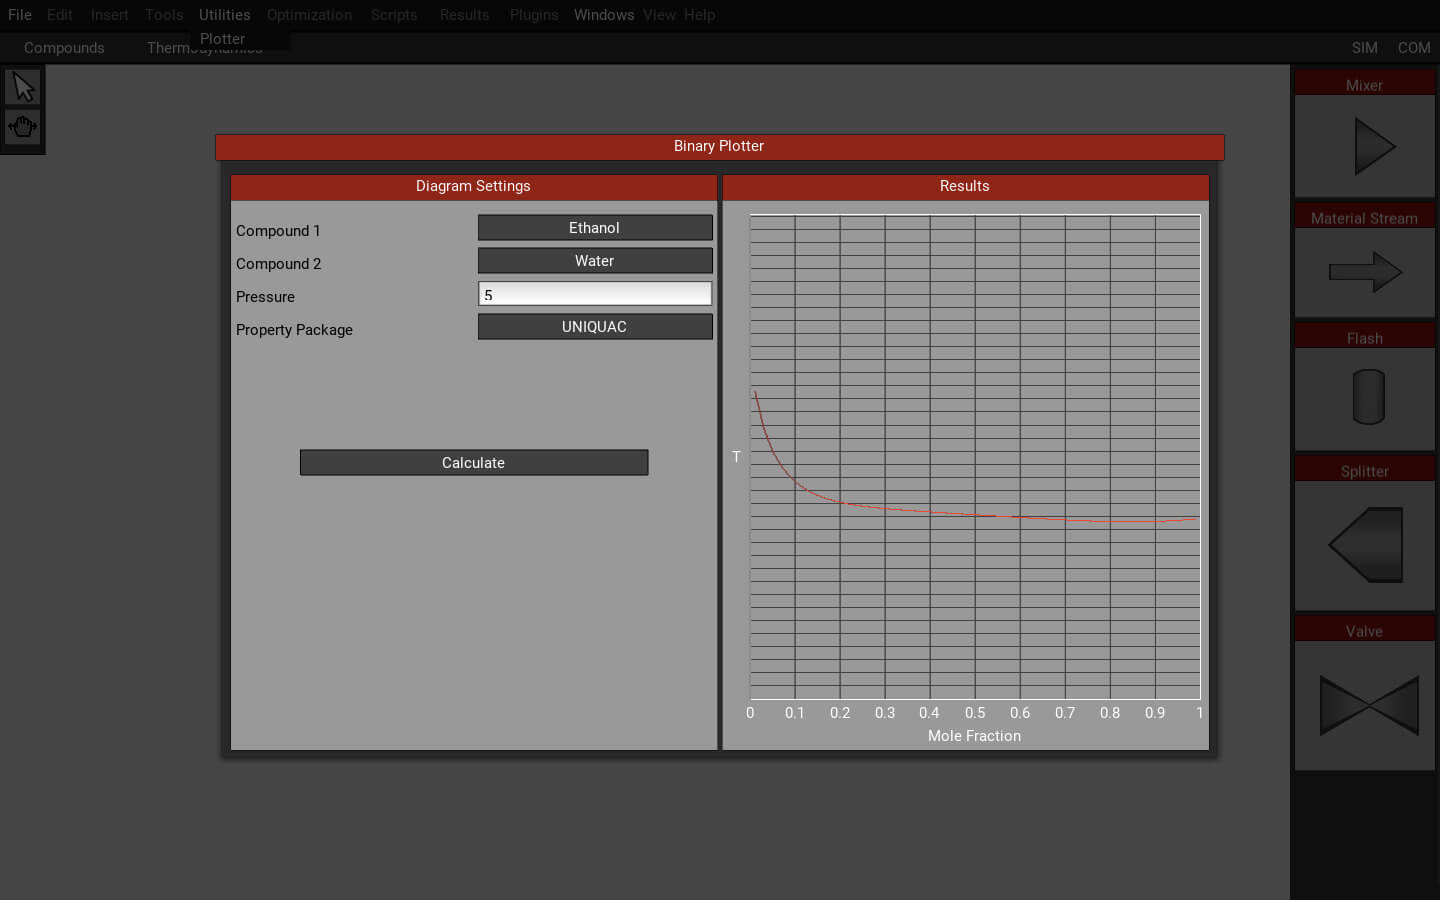 File Edit Insert Tools Utilities Optimization Scripts Results Plugins Windows View Help
Plotter
Compounds Thermodynamics SIM COM
Mixer
Material Stream
Flash
Splitter
Valve
Binary Plotter
Diagram Settings
Compound 1 Ethanol
Compound 2 Water
Pressure 5
Property Package UNIQUAC
Calculate
Results
T
0 0.1 0.2 0.3 0.4 0.5 0.6 0.7 0.8 0.9 1
Mole Fraction